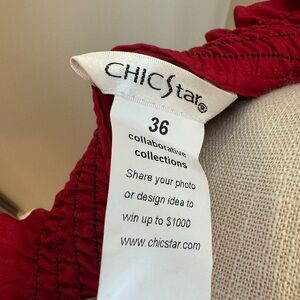 CHICStar®
36
collaborative
collections
Share your photo
or design idea to
win up to $1000
www.chicstar.com